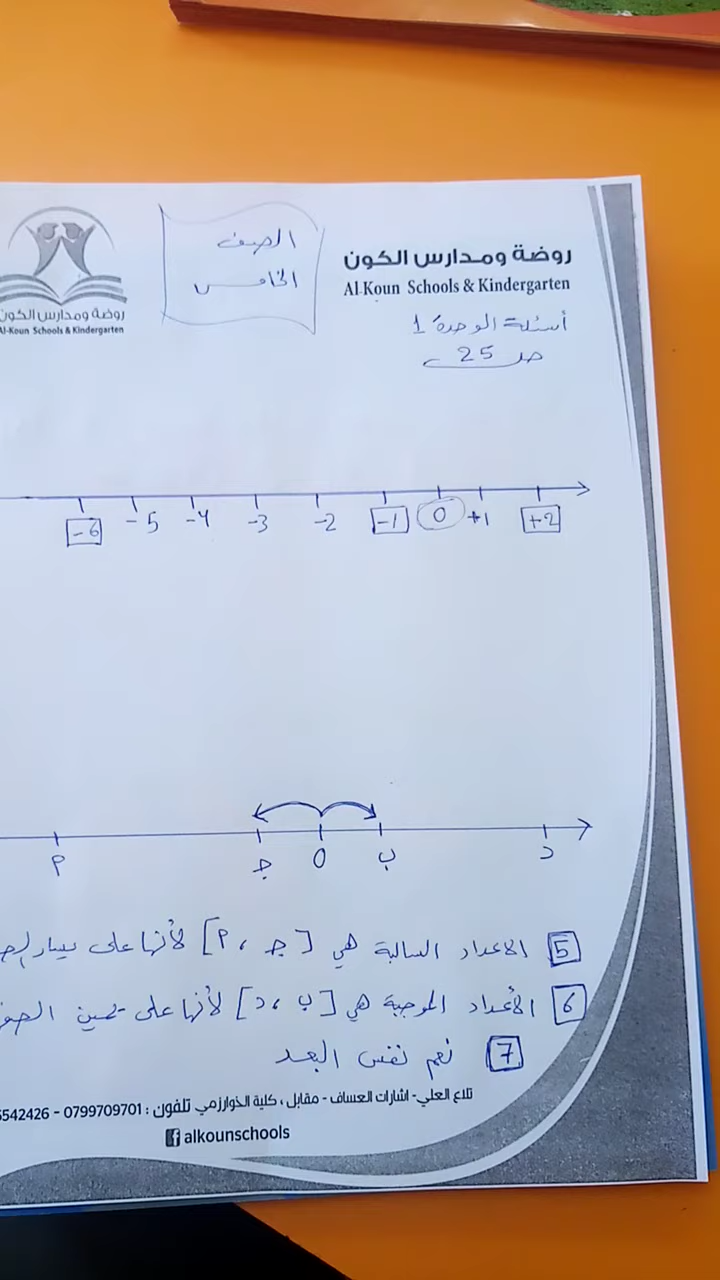 روضة ومدارس الكون
Al-Koun Schools & Kindergarten
الصف
الخامس
روضة ومدارس الكون
Al-Koun Schools & Kindergarten
أسئلة الوحدة 1
صد 25
-6 -5 -4 -3 -2 -1 0 +1 +2
م جـ 0 ب د
5 الاعداد السالبة هي [جـ ، م] لأنها على يسار
6 الأعداد الموجبة هي [ب، د] لأنها على يمين
7 نعم نفس البعد
تلاع العلي- اشارات العساف - مقابل ، كلية الخوارزمي تلفون : 0799709701 - 5542426
alkounschools